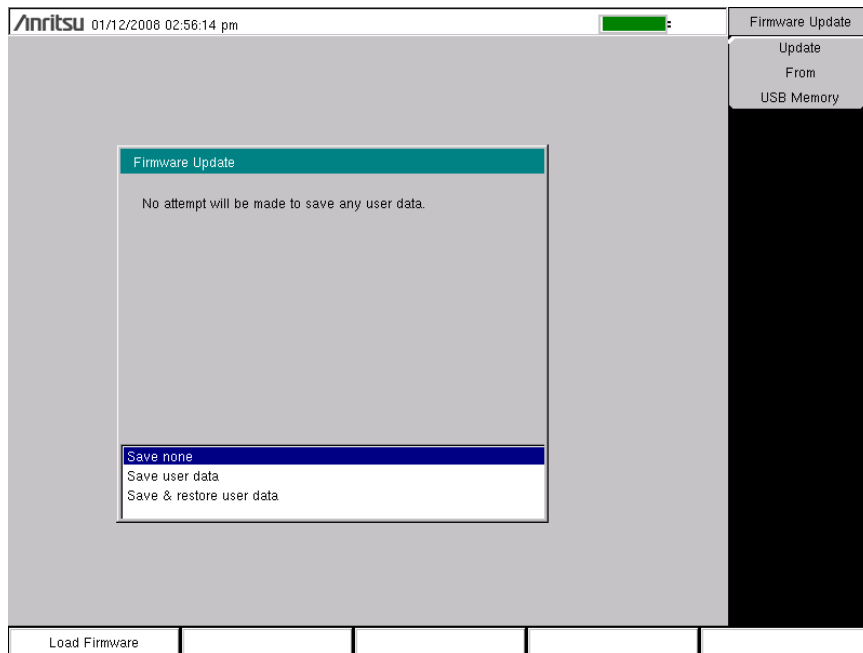 Anritsu 01/12/2008 02:56:14 pm
Firmware Update
Update
From
USB Memory
Firmware Update
No attempt will be made to save any user data.
Save none
Save user data
Save & restore user data
Load Firmware